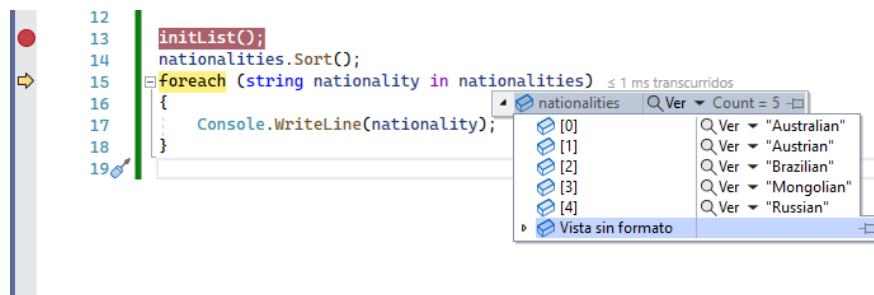 12
13 initList();
14 nationalities.Sort();
15 foreach (string nationality in nationalities) ≤ 1 ms transcurridos
16 {
nationalities Ver Count = 5
17 Console.WriteLine(nationality);
18 }
19
[0] Ver "Australian"
[1] Ver "Austrian"
[2] Ver "Brazilian"
[3] Ver "Mongolian"
[4] Ver "Russian"
Vista sin formato